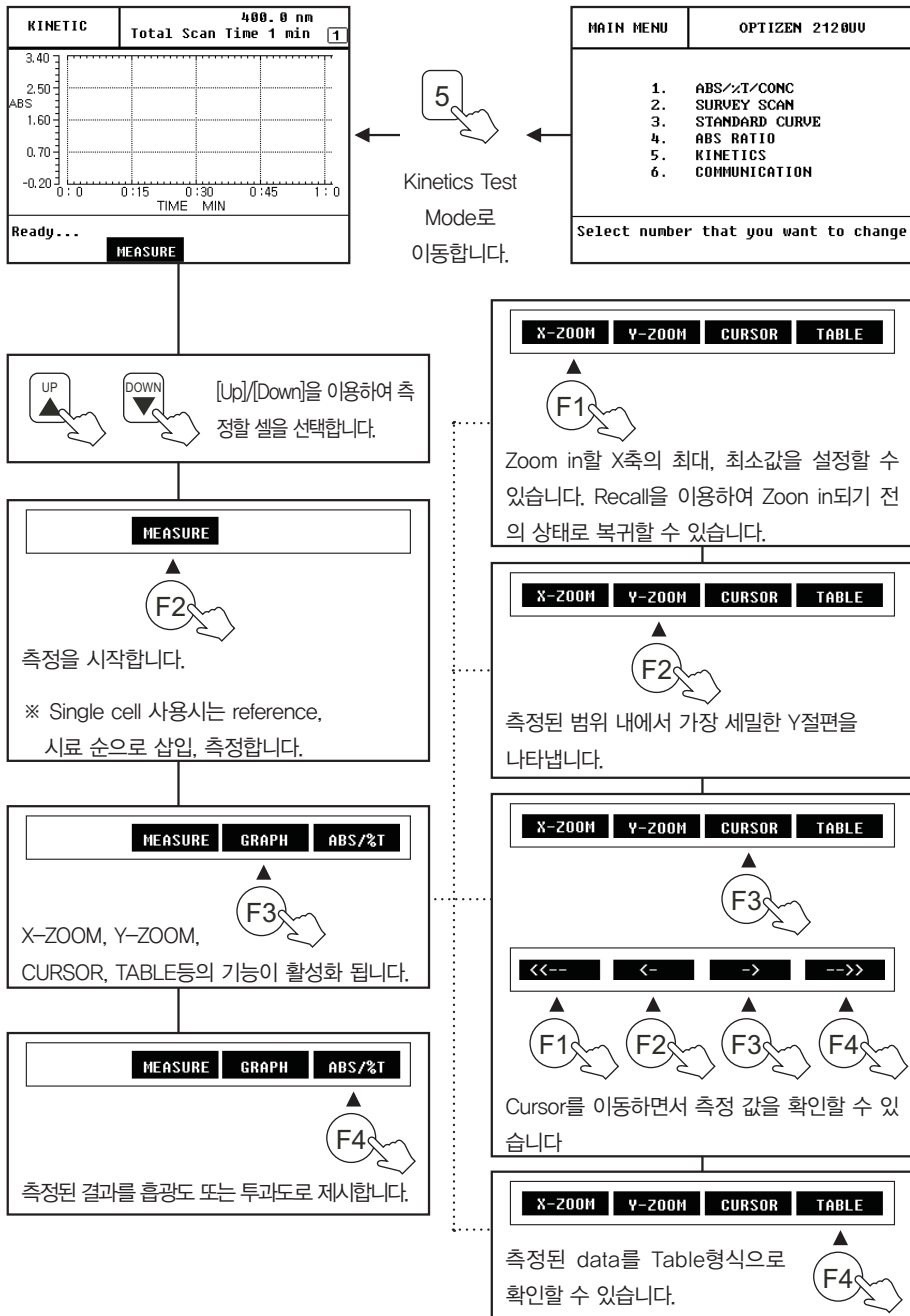 KINETIC
400.0 nm
Total Scan Time 1 min 1
3.40
2.50
ABS
1.60
0.70
-0.20
0:0 0:15 0:30 0:45 1:0
TIME MIN
Ready...
MEASURE
5
Kinetics Test
Mode로
이동합니다.
MAIN MENU
OPTIZEN 2120UV
1. ABS/%T/CONC
2. SURVEY SCAN
3. STANDARD CURVE
4. ABS RATIO
5. KINETICS
6. COMMUNICATION
Select number that you want to change
UP DOWN
[Up]/[Down]을 이용하여 측
정할 셀을 선택합니다.
MEASURE
F2
측정을 시작합니다.
※ Single cell 사용시는 reference,
시료 순으로 삽입, 측정합니다.
MEASURE GRAPH ABS/%T
F3
X-ZOOM, Y-ZOOM,
CURSOR, TABLE등의 기능이 활성화 됩니다.
MEASURE GRAPH ABS/%T
F4
측정된 결과를 흡광도 또는 투과도로 제시합니다.
X-ZOOM Y-ZOOM CURSOR TABLE
F1
Zoom in할 X축의 최대, 최소값을 설정할 수
있습니다. Recall을 이용하여 Zoon in되기 전
의 상태로 복귀할 수 있습니다.
X-ZOOM Y-ZOOM CURSOR TABLE
F2
측정된 범위 내에서 가장 세밀한 Y절편을
나타냅니다.
X-ZOOM Y-ZOOM CURSOR TABLE
F3
<<-- <- -> -->>
F1 F2 F3 F4
Cursor를 이동하면서 측정 값을 확인할 수 있
습니다
X-ZOOM Y-ZOOM CURSOR TABLE
F4
측정된 data를 Table형식으로
확인할 수 있습니다.